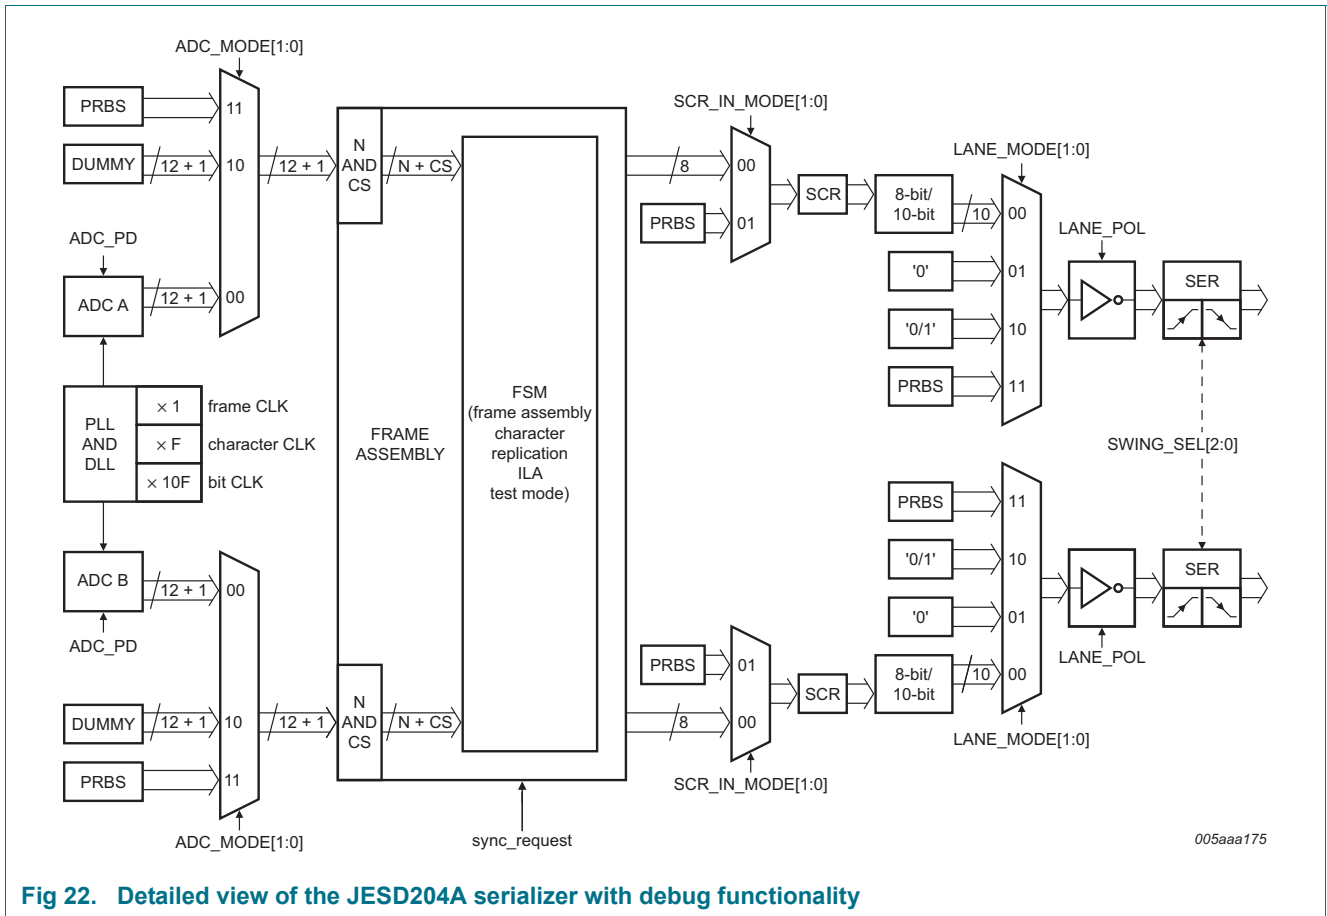 ADC_MODE[1:0]
PRBS
11
DUMMY
12 + 1
10
12 + 1
ADC_PD
ADC A
12 + 1
00
N
AND
CS
N + CS
PLL
AND
DLL
× 1
frame CLK
× F
character CLK
× 10F
bit CLK
FRAME
ASSEMBLY
FSM
(frame assembly
character
replication
ILA
test mode)
ADC B
12 + 1
00
ADC_PD
DUMMY
12 + 1
10
12 + 1
PRBS
11
ADC_MODE[1:0]
N
AND
CS
N + CS
sync_request
SCR_IN_MODE[1:0]
8
00
PRBS
01
SCR
8-bit/
10-bit
10
LANE_MODE[1:0]
00
'0'
01
'0/1'
10
PRBS
11
LANE_POL
SER
SWING_SEL[2:0]
PRBS
11
'0/1'
10
'0'
01
8-bit/
10-bit
10
00
LANE_MODE[1:0]
PRBS
01
8
00
SCR
SCR_IN_MODE[1:0]
LANE_POL
SER
005aaa175
Fig 22. Detailed view of the JESD204A serializer with debug functionality